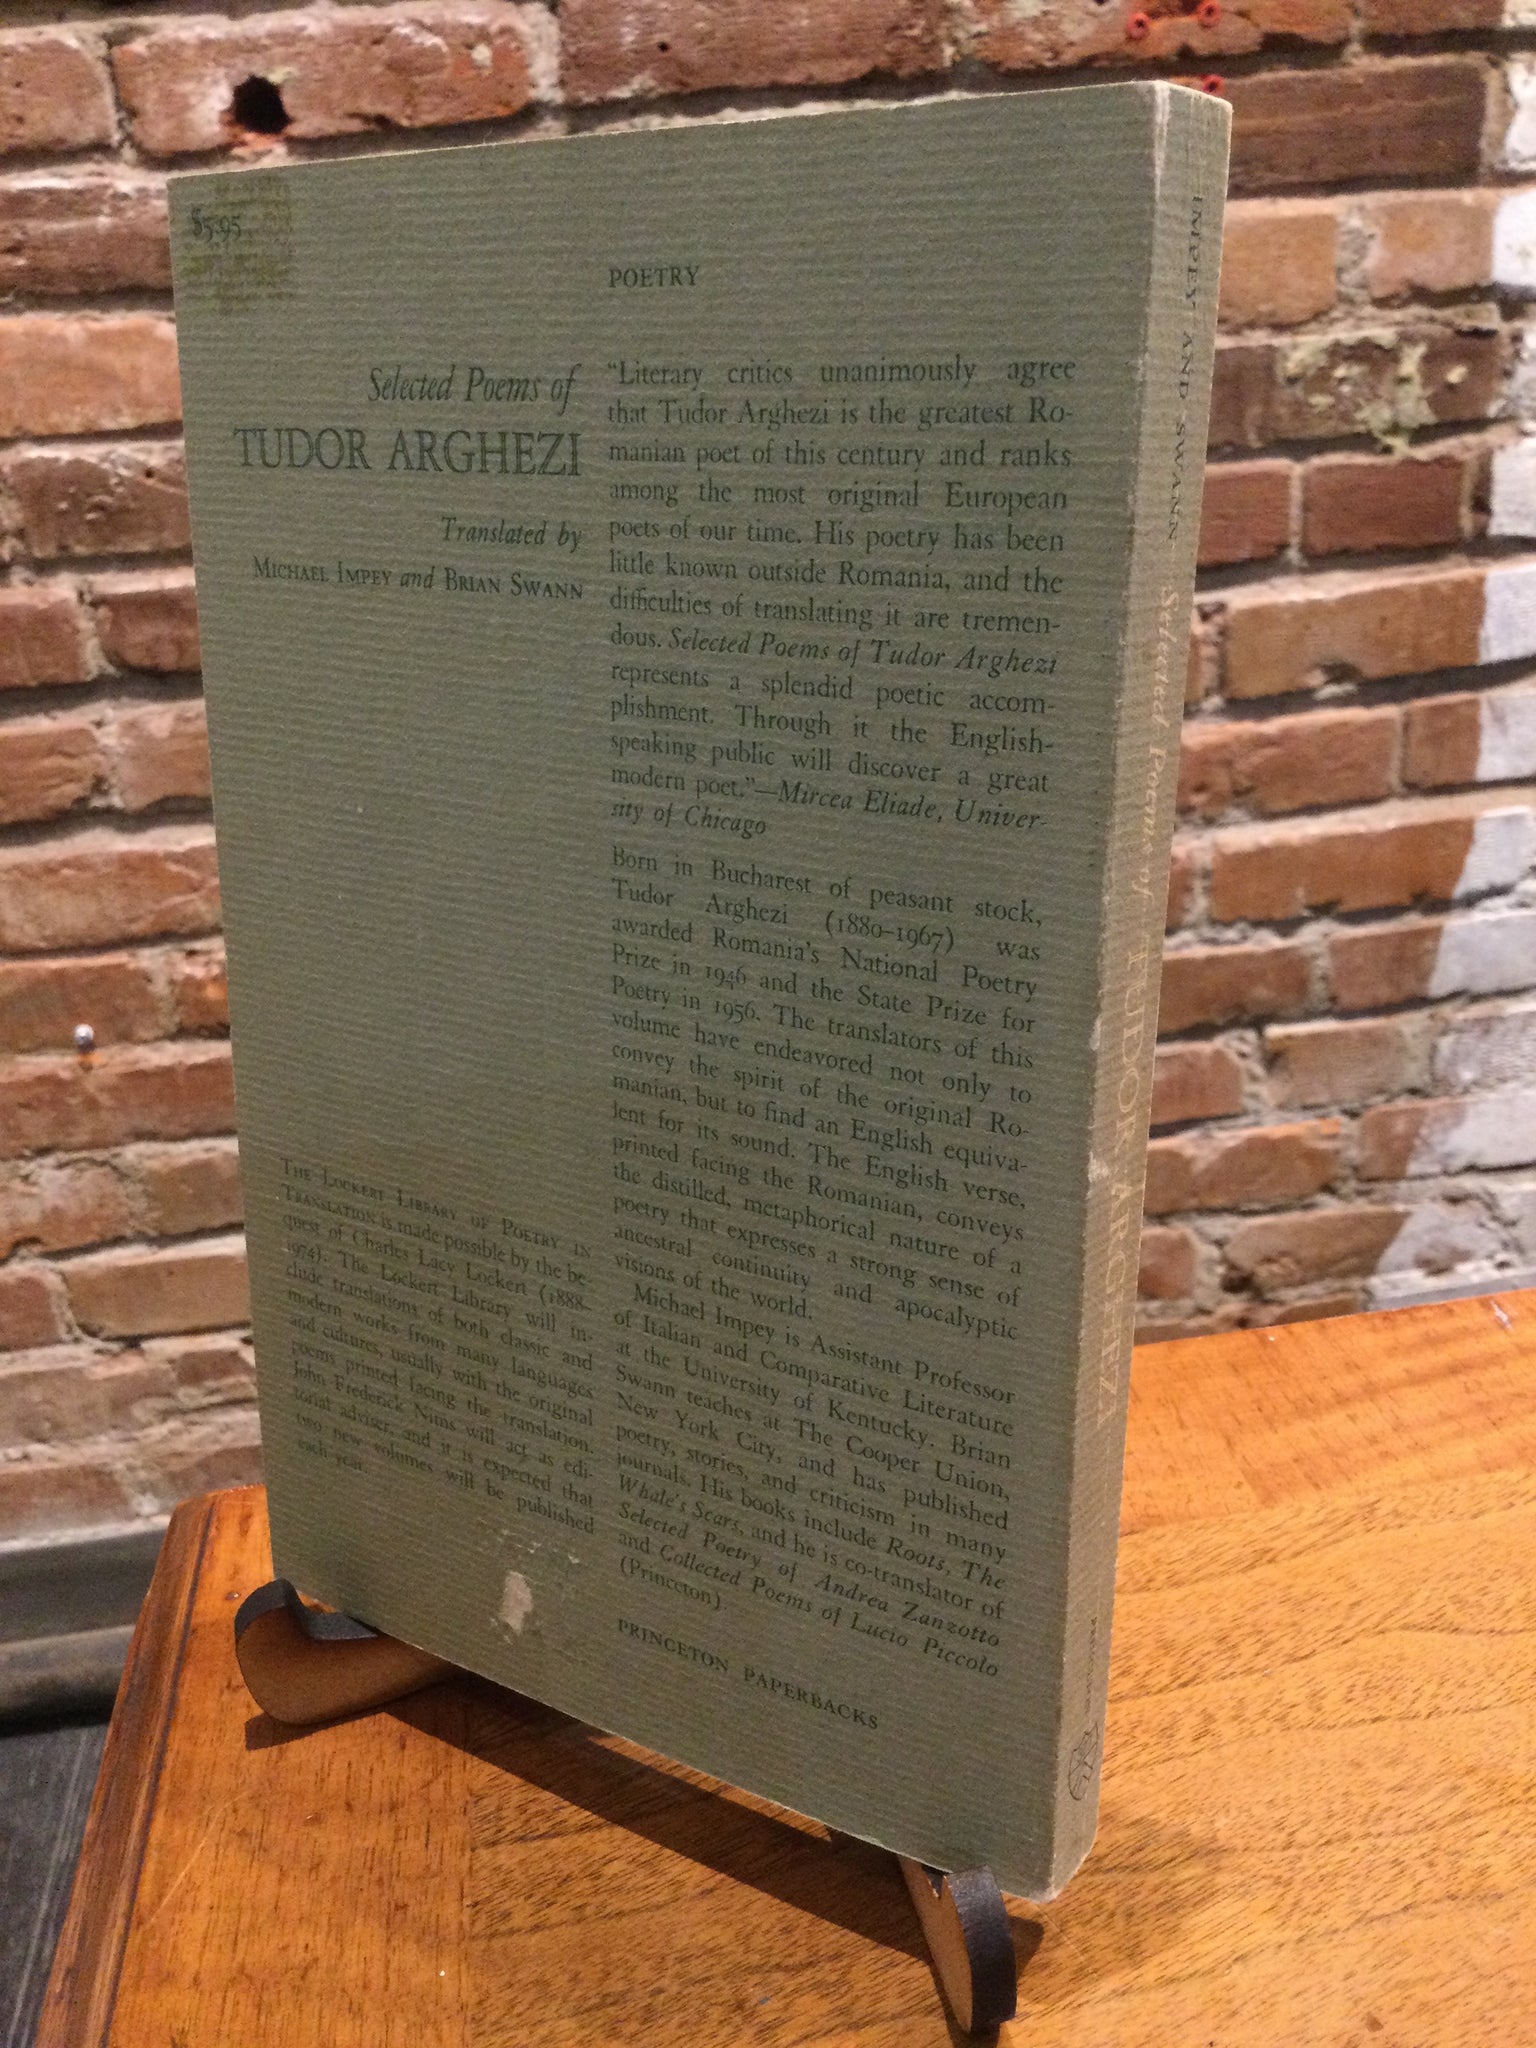 $5.95
POETRY
Selected Poems of
TUDOR ARGHEZI
Translated by
MICHAEL IMPEY and BRIAN SWANN
"Literary critics unanimously agree
that Tudor Arghezi is the greatest Ro-
manian poet of this century and ranks
among the most original European
poets of our time. His poetry has been
little known outside Romania, and the
difficulties of translating it are tremen-
dous. Selected Poems of Tudor Arghezi
represents a splendid poetic accom-
plishment. Through it the English-
speaking public will discover a great
modern poet."—Mircea Eliade, Univer-
sity of Chicago
Born in Bucharest of peasant stock,
Tudor Arghezi (1880–1967) was
awarded Romania's National Poetry
Prize in 1946 and the State Prize for
Poetry in 1956. The translators of this
volume have endeavored not only to
convey the spirit of the original Ro-
manian, but to find an English equiva-
lent for its sound. The English verse,
printed facing the Romanian, conveys
the distilled, metaphorical nature of a
poetry that expresses a strong sense of
ancestral continuity and apocalyptic
visions of the world.
Michael Impey is Assistant Professor
of Italian and Comparative Literature
at the University of Kentucky. Brian
Swann teaches at The Cooper Union,
New York City, and has published
poetry, stories, and criticism in many
journals. His books include Roots, The
Whale's Scars, and he is co-translator of
Selected Poetry of Andrea Zanzotto
and Collected Poems of Lucio Piccolo
(Princeton).
THE LOCKERT LIBRARY OF POETRY IN
TRANSLATION is made possible by the be-
quest of Charles Lacy Lockert (1888–
1974). The Lockert Library will in-
clude translations of both classic and
modern works from many languages
and cultures, usually with the original
poems printed facing the translation.
John Frederick Nims will act as edi-
torial adviser, and it is expected that
two new volumes will be published
each year.
PRINCETON PAPERBACKS
IMPEY AND SWANN Selected Poems of TUDOR ARGHEZI